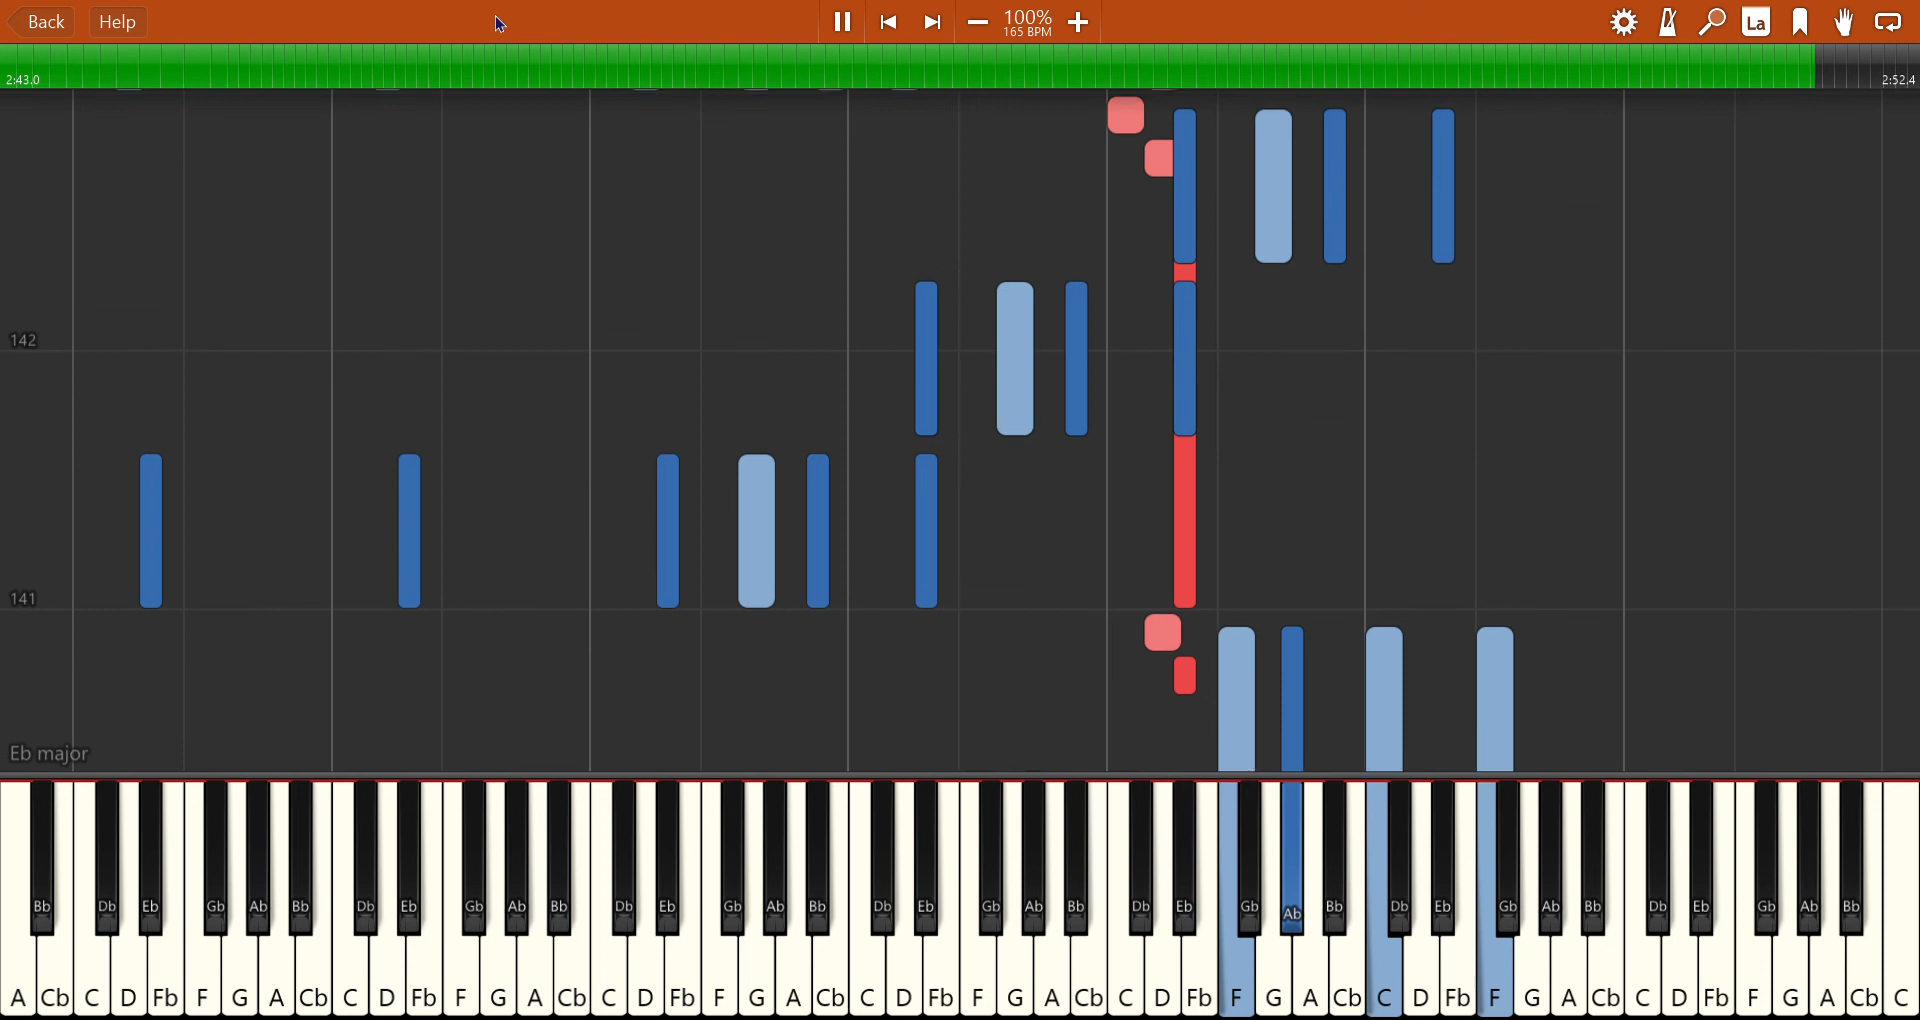 Back Help 100% La
165 BPM
2:43.0 2:52.4
142
141
Eb major
Bb Db Eb Gb Ab Bb Db Eb Gb Ab Bb Db Eb Gb Ab Bb Db Eb Gb Ab Bb Db Eb Gb Ab Bb Db Eb Gb Ab Bb Db Eb Gb Ab Bb
A Cb C D Fb F G A Cb C D Fb F G A Cb C D Fb F G A Cb C D Fb F G A Cb C D Fb F G A Cb C D Fb F G A Cb C D Fb F G A Cb C